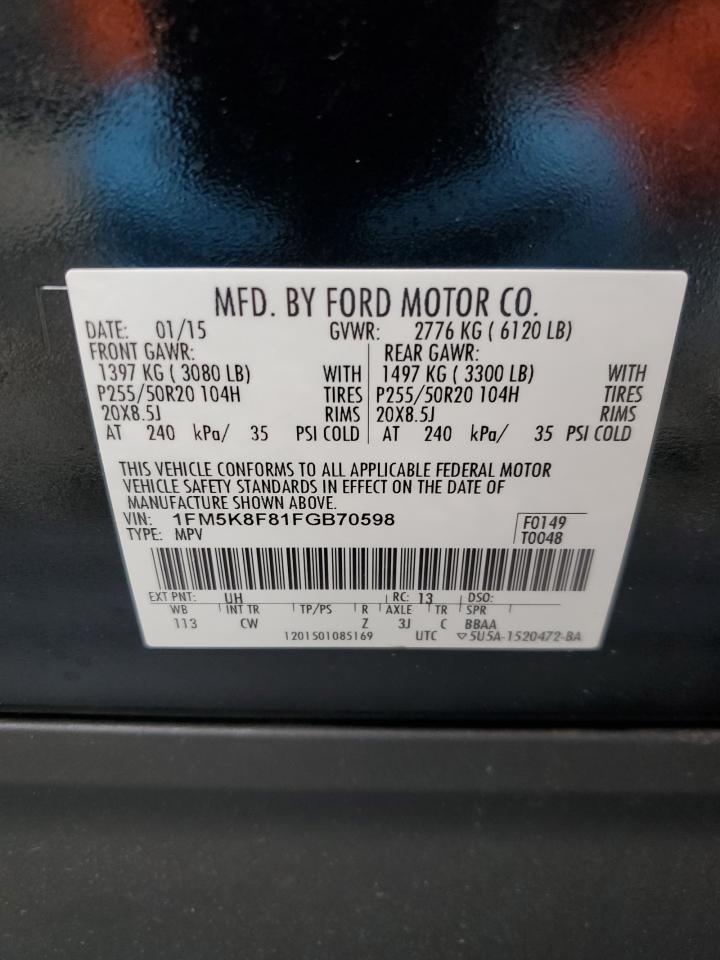 MFD. BY FORD MOTOR CO.
DATE: 01/15 GVWR: 2776 KG ( 6120 LB)
FRONT GAWR: REAR GAWR:
1397 KG ( 3080 LB) WITH 1497 KG ( 3300 LB) WITH
P255/50R20 104H TIRES P255/50R20 104H TIRES
20X8.5J RIMS 20X8.5J RIMS
AT 240 kPa/ 35 PSI COLD AT 240 kPa/ 35 PSI COLD
THIS VEHICLE CONFORMS TO ALL APPLICABLE FEDERAL MOTOR
VEHICLE SAFETY STANDARDS IN EFFECT ON THE DATE OF
MANUFACTURE SHOWN ABOVE.
VIN: 1FM5K8F81FGB70598 F0149
TYPE: MPV T0048
EXT PNT: UH RC: 13 DSO:
WB INT TR TP/PS R AXLE TR SPR
113 CW Z 3J C BBAA
1201501085169 UTC ▽5U5A-1520472-BA